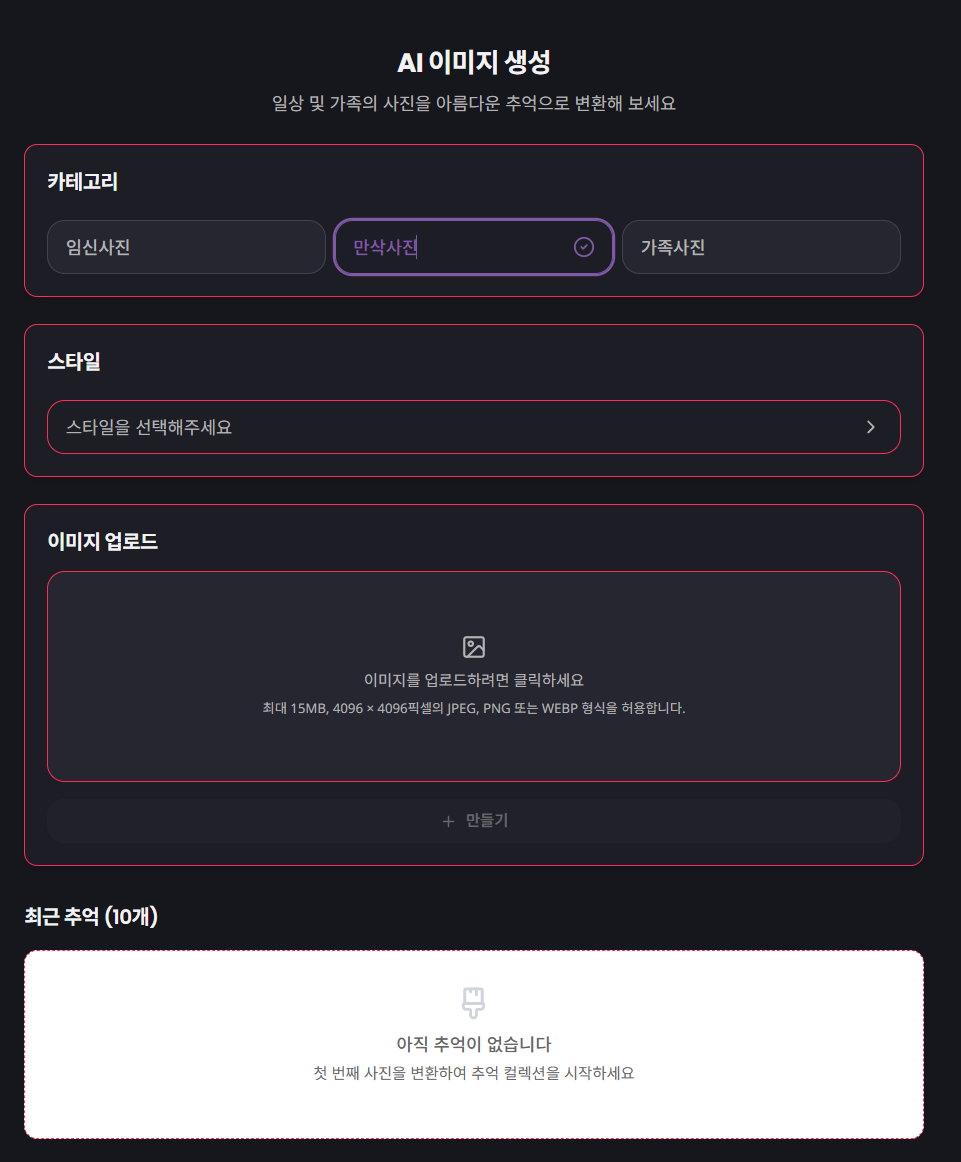 AI 이미지 생성
일상 및 가족의 사진을 아름다운 추억으로 변환해 보세요
카테고리
임신사진
만삭사진
가족사진
스타일
스타일을 선택해주세요
이미지 업로드
이미지를 업로드하려면 클릭하세요
최대 15MB, 4096 × 4096픽셀의 JPEG, PNG 또는 WEBP 형식을 허용합니다.
+ 만들기
최근 추억 (10개)
아직 추억이 없습니다
첫 번째 사진을 변환하여 추억 컬렉션을 시작하세요